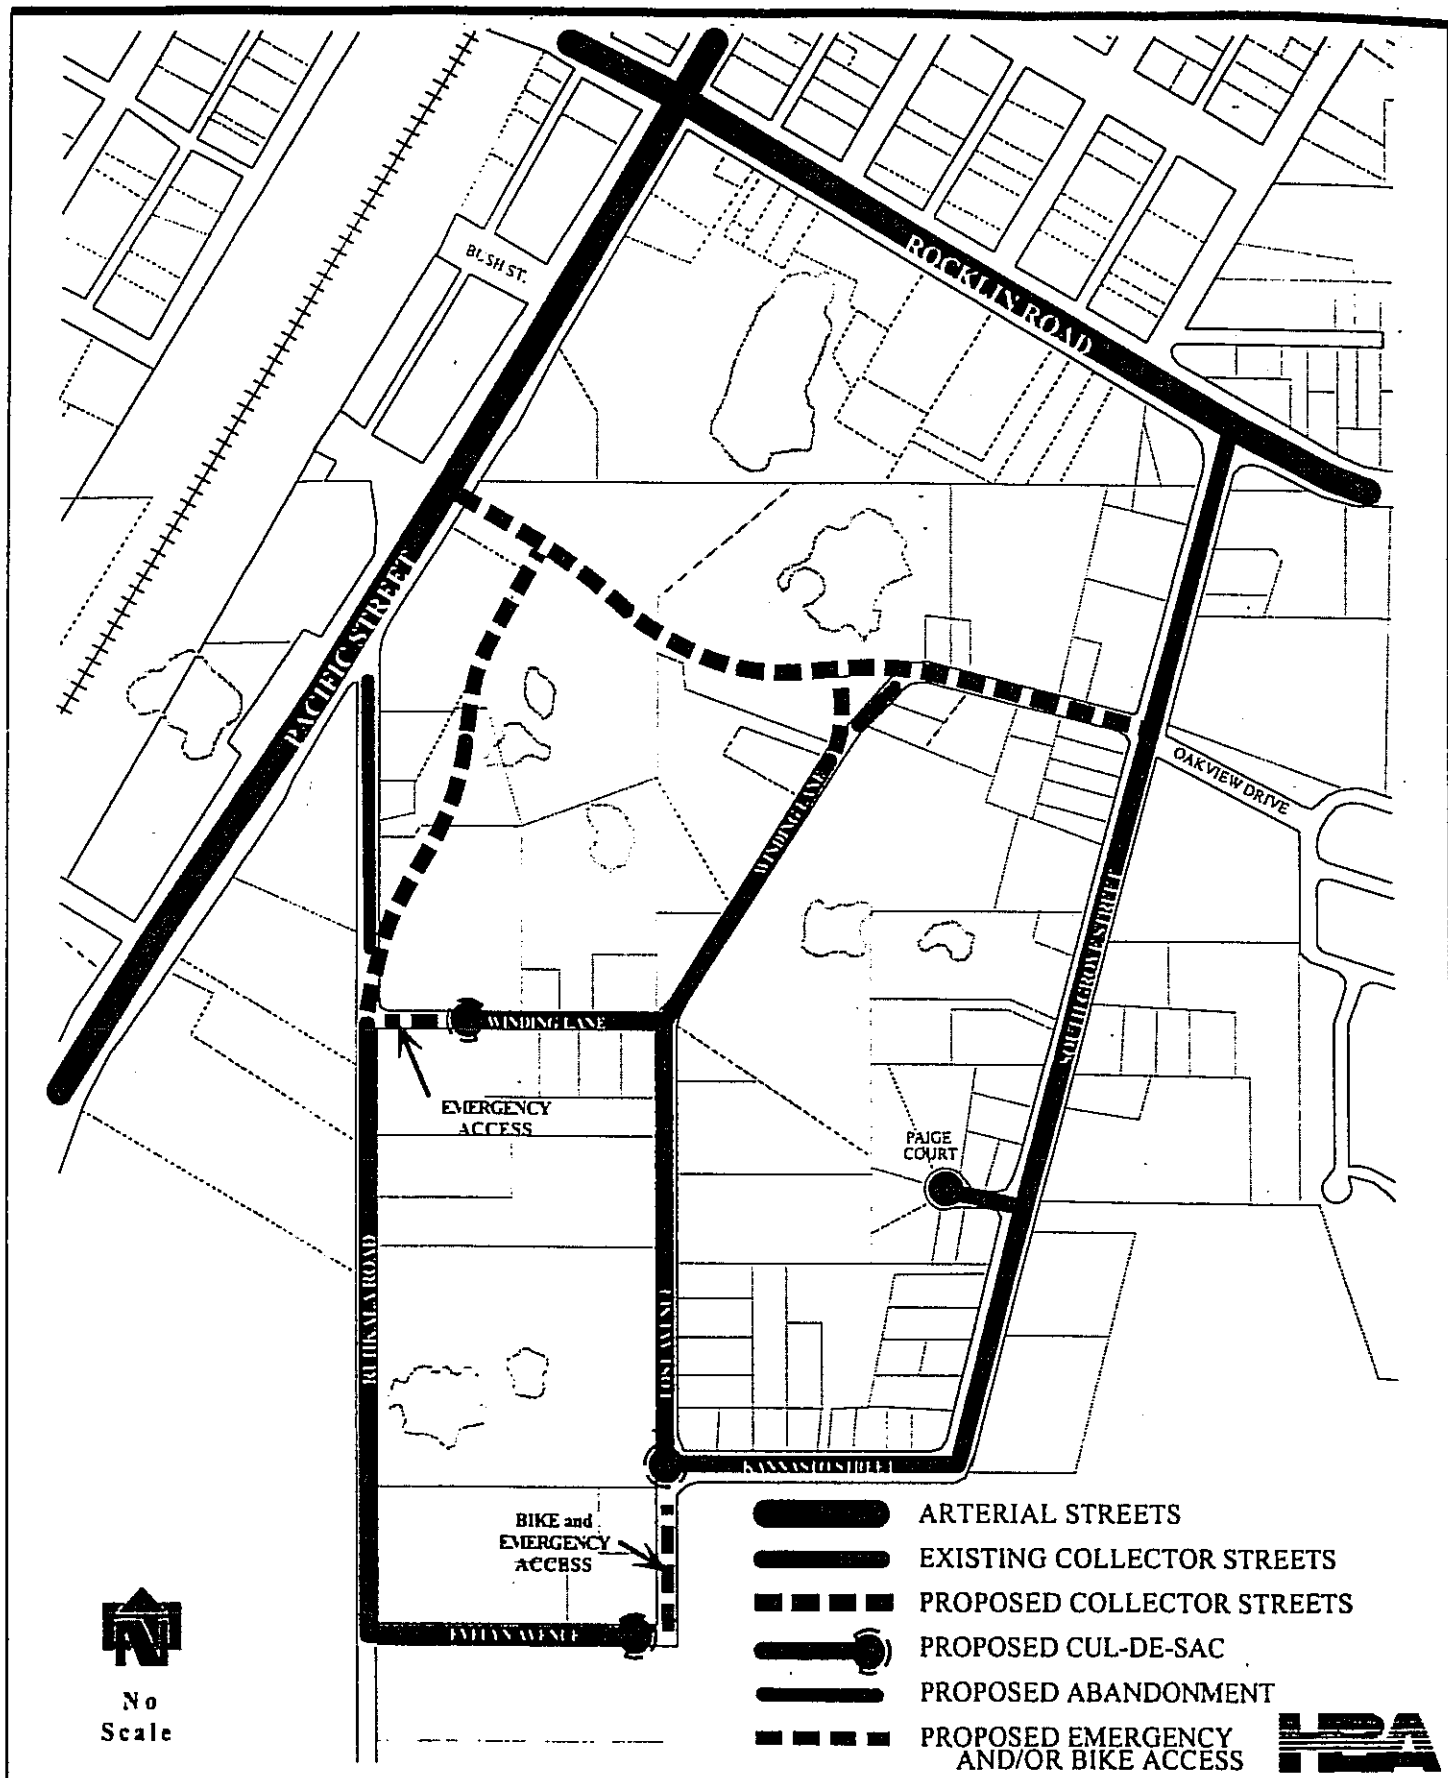 BUSH ST.
ROCKLIN ROAD
PACIFIC STREET
OAKVIEW DRIVE
WINDING LANE
SOUTH GROVE STREET
WINDING LANE
EMERGENCY
ACCESS
PAIGE
COURT
RUHKALA ROAD
LOST AVENUE
KANNASTO STREET
BIKE and
EMERGENCY
ACCESS
EVELYN AVENUE
ARTERIAL STREETS
EXISTING COLLECTOR STREETS
PROPOSED COLLECTOR STREETS
PROPOSED CUL-DE-SAC
PROPOSED ABANDONMENT
PROPOSED EMERGENCY
AND/OR BIKE ACCESS
N
No
Scale